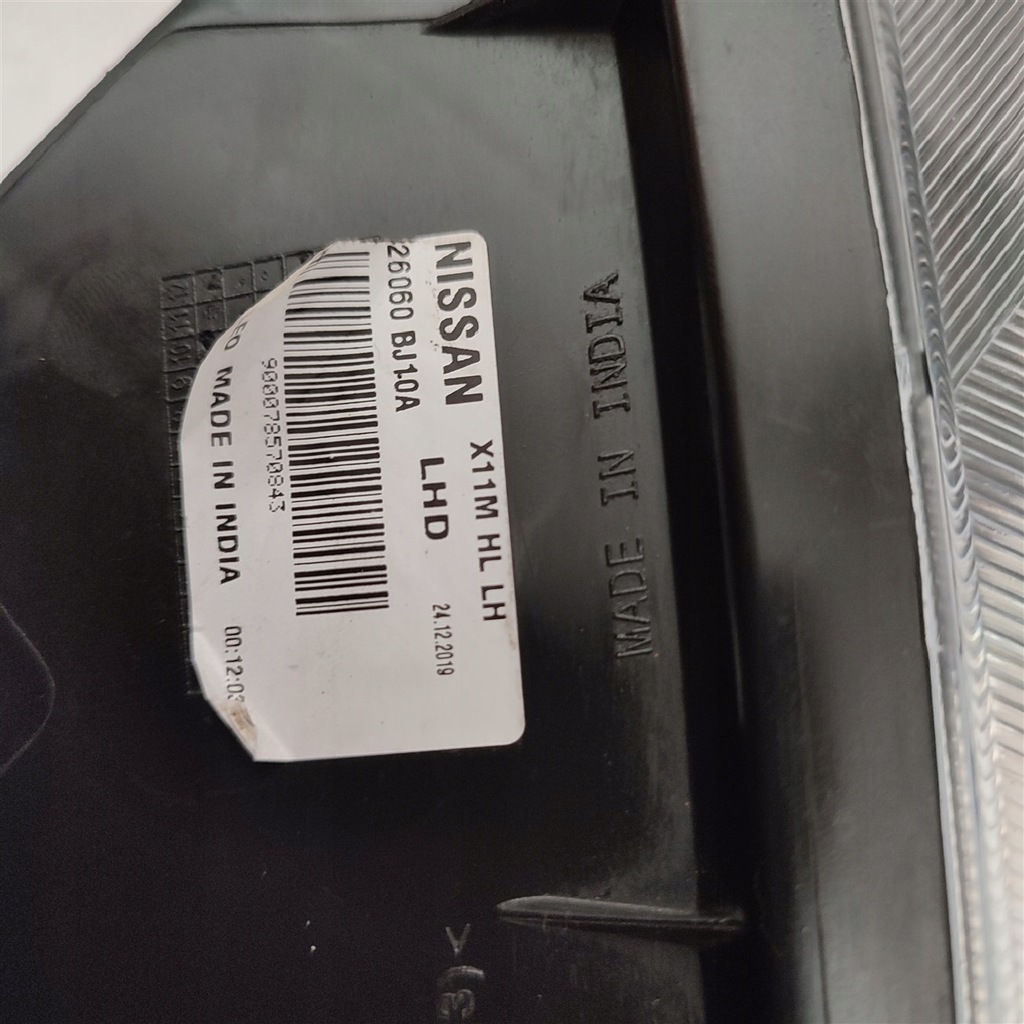 NISSAN X11M HL LH
26060 BJ10A LHD 24.12.2019
900078570843
MADE IN INDIA 00:12:03
MADE IN INDIA